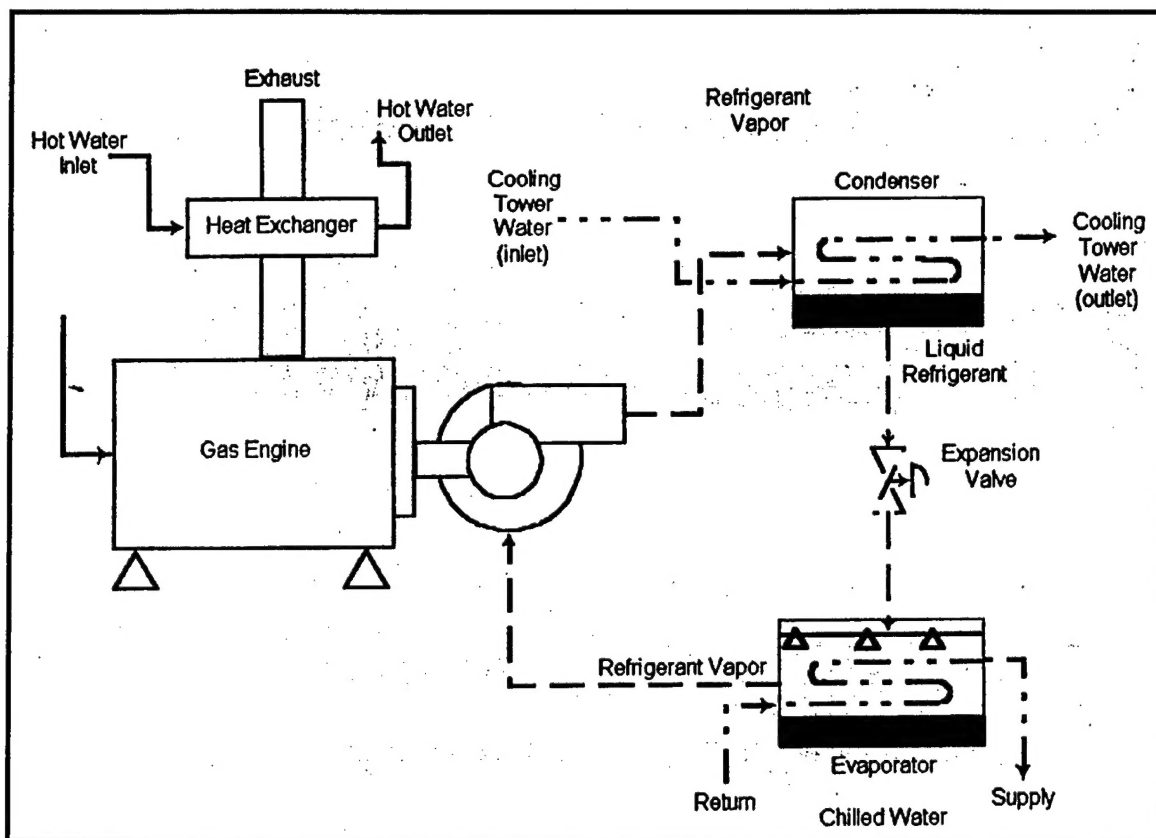 Exhaust
Hot Water
Outlet
Hot Water
Inlet
Heat Exchanger
Refrigerant
Vapor
Cooling
Tower
Water
(inlet)
Condenser
Cooling
Tower
Water
(outlet)
Liquid
Refrigerant
Gas Engine
Expansion
Valve
Refrigerant Vapor
Evaporator
Return
Chilled Water
Supply